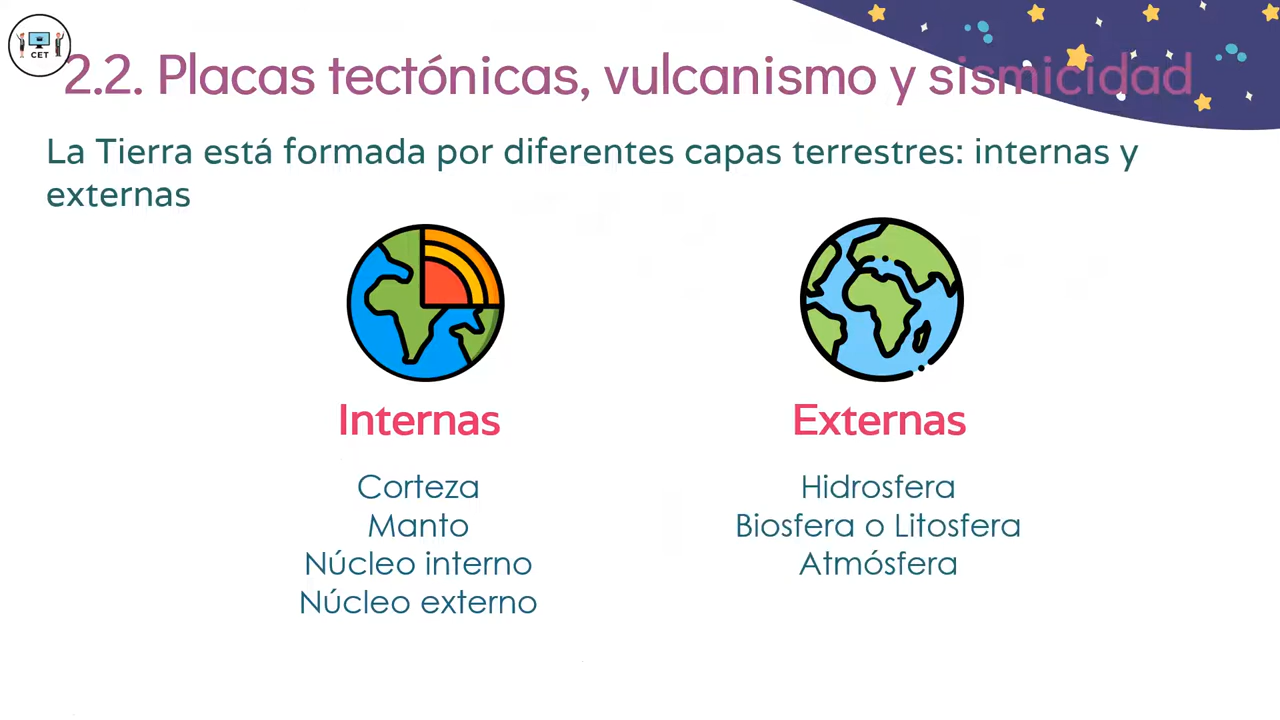 CET
2.2. Placas tectónicas, vulcanismo y sismicidad
La Tierra está formada por diferentes capas terrestres: internas y
externas
Internas
Corteza
Manto
Núcleo interno
Núcleo externo
Externas
Hidrosfera
Biosfera o Litosfera
Atmósfera